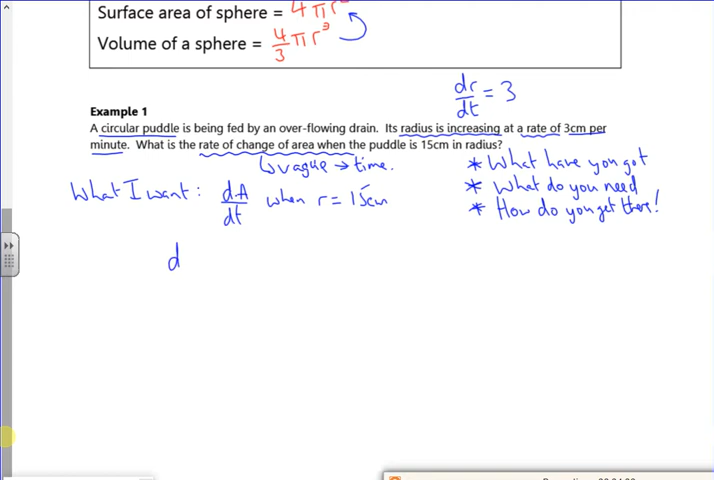 Surface area of sphere = 4πr²
Volume of a sphere = 4/3 πr³
dr/dt = 3
Example 1
A circular puddle is being fed by an over-flowing drain. Its radius is increasing at a rate of 3cm per
minute. What is the rate of change of area when the puddle is 15cm in radius?
↳vague → time.
* What have you got
What I want : dA/dt when r = 15cm
* What do you need
* How do you get there!
d